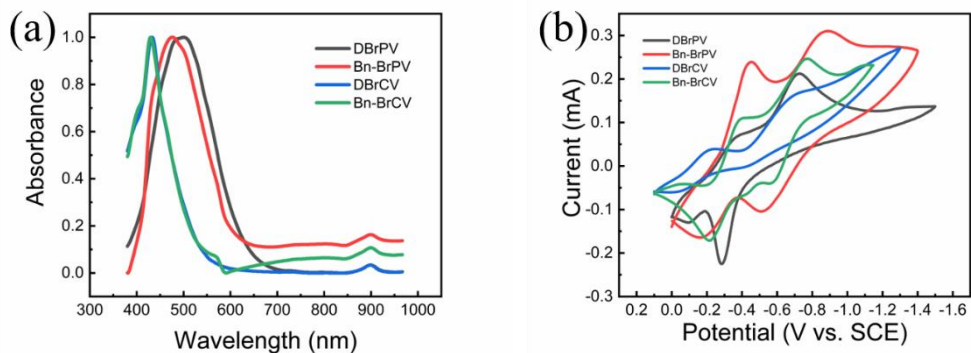 (a)
Absorbance
1.0
0.8
0.6
0.4
0.2
0.0
300 400 500 600 700 800 900 1000
Wavelength (nm)
DBrPV
Bn-BrPV
DBrCV
Bn-BrCV
(b)
Current (mA)
0.3
0.2
0.1
0.0
-0.1
-0.2
-0.3
0.2 0.0 -0.2 -0.4 -0.6 -0.8 -1.0 -1.2 -1.4 -1.6
Potential (V vs. SCE)
DBrPV
Bn-BrPV
DBrCV
Bn-BrCV